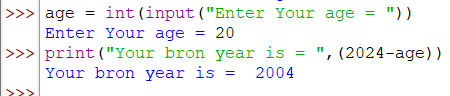 >>> age = int(input("Enter Your age = "))
Enter Your age = 20
>>> print("Your bron year is = ",(2024-age))
Your bron year is =  2004
>>>